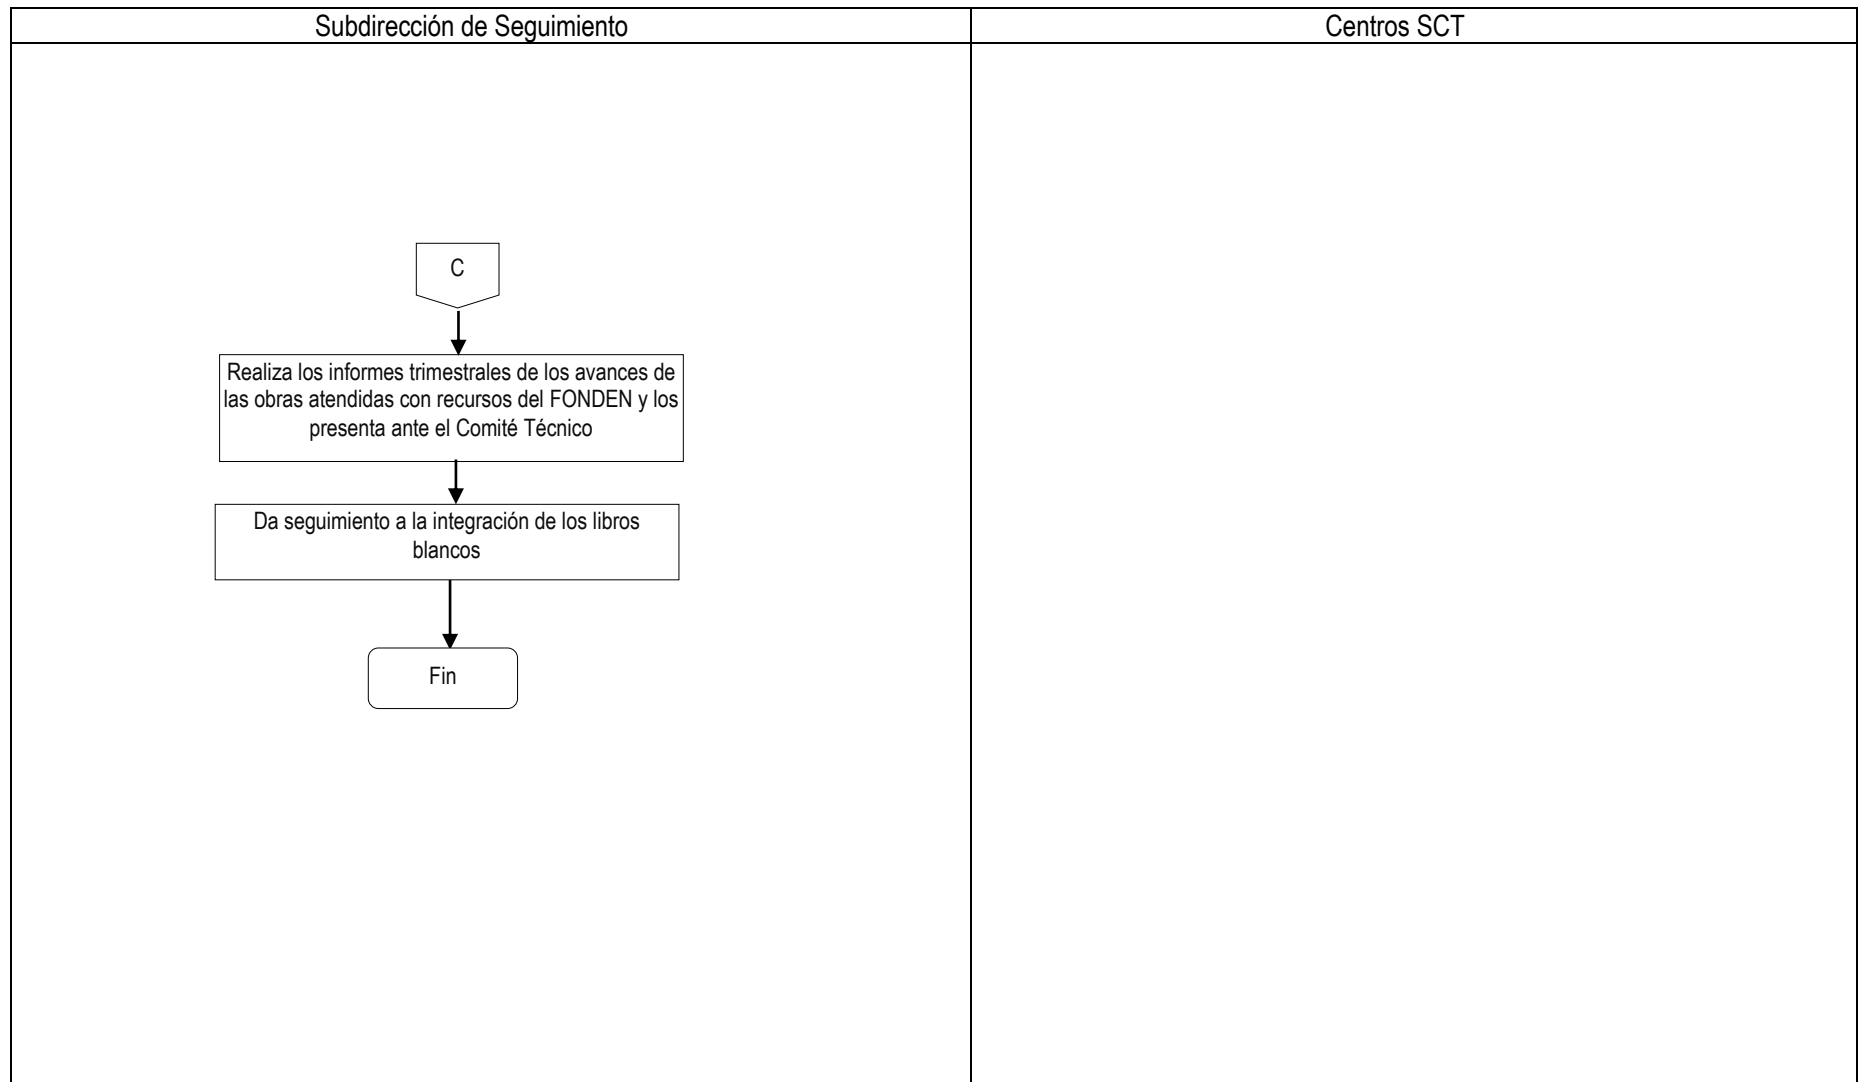 Subdirección de Seguimiento
Centros SCT
C
Realiza los informes trimestrales de los avances de
las obras atendidas con recursos del FONDEN y los
presenta ante el Comité Técnico
Da seguimiento a la integración de los libros
blancos
Fin